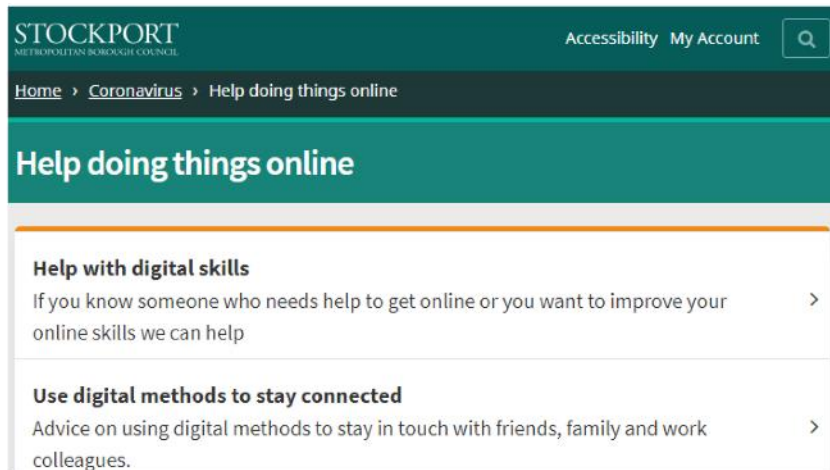 STOCKPORT
METROPOLITAN BOROUGH COUNCIL
Accessibility My Account
Home › Coronavirus › Help doing things online
Help doing things online
Help with digital skills
If you know someone who needs help to get online or you want to improve your
online skills we can help
Use digital methods to stay connected
Advice on using digital methods to stay in touch with friends, family and work
colleagues.